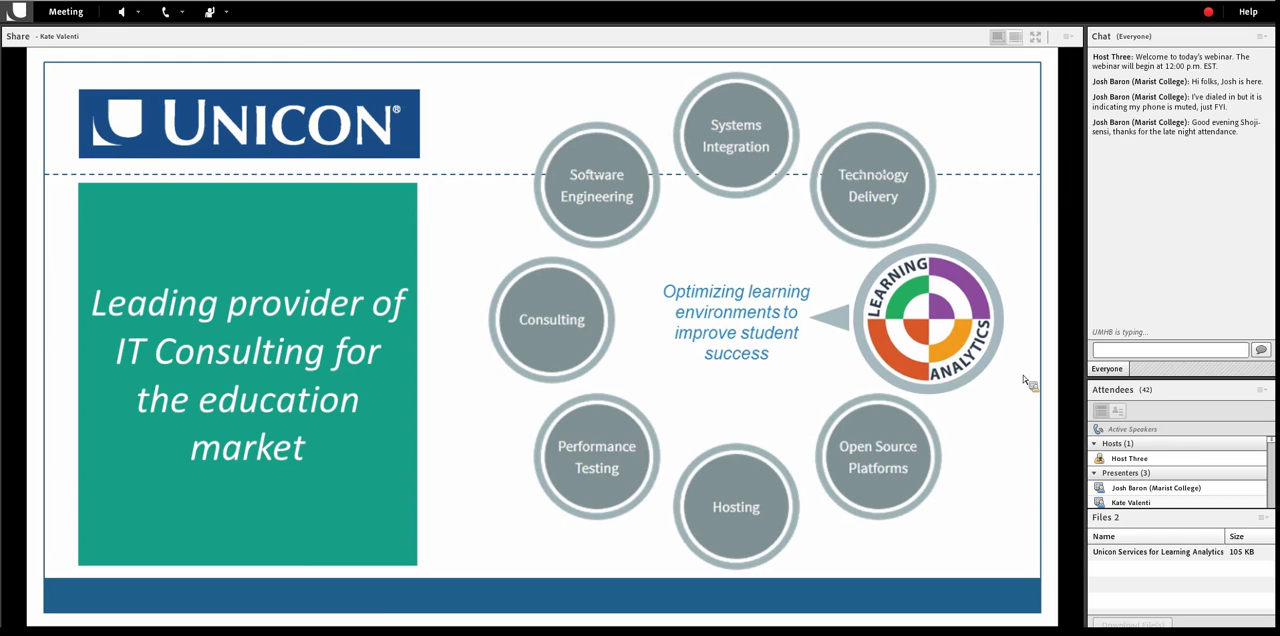 Meeting
Help
Share - Kate Valenti
UNICON®
Leading provider of
IT Consulting for
the education
market
Systems
Integration
Software
Engineering
Technology
Delivery
Consulting
Optimizing learning
environments to
improve student
success
LEARNING
ANALYTICS
Performance
Testing
Open Source
Platforms
Hosting
Chat (Everyone)
Host Three: Welcome to today's webinar. The
webinar will begin at 12:00 p.m. EST.
Josh Baron (Marist College): Hi folks, Josh is here.
Josh Baron (Marist College): I've dialed in but it is
indicating my phone is muted, just FYI.
Josh Baron (Marist College): Good evening Shoji-
sensi, thanks for the late night attendance.
UMHB is typing...
Everyone
Attendees (42)
Active Speakers
Hosts (1)
Host Three
Presenters (3)
Josh Baron (Marist College)
Kate Valenti
Files 2
Name Size
Unicon Services for Learning Analytics 105 KB
Download File(s)